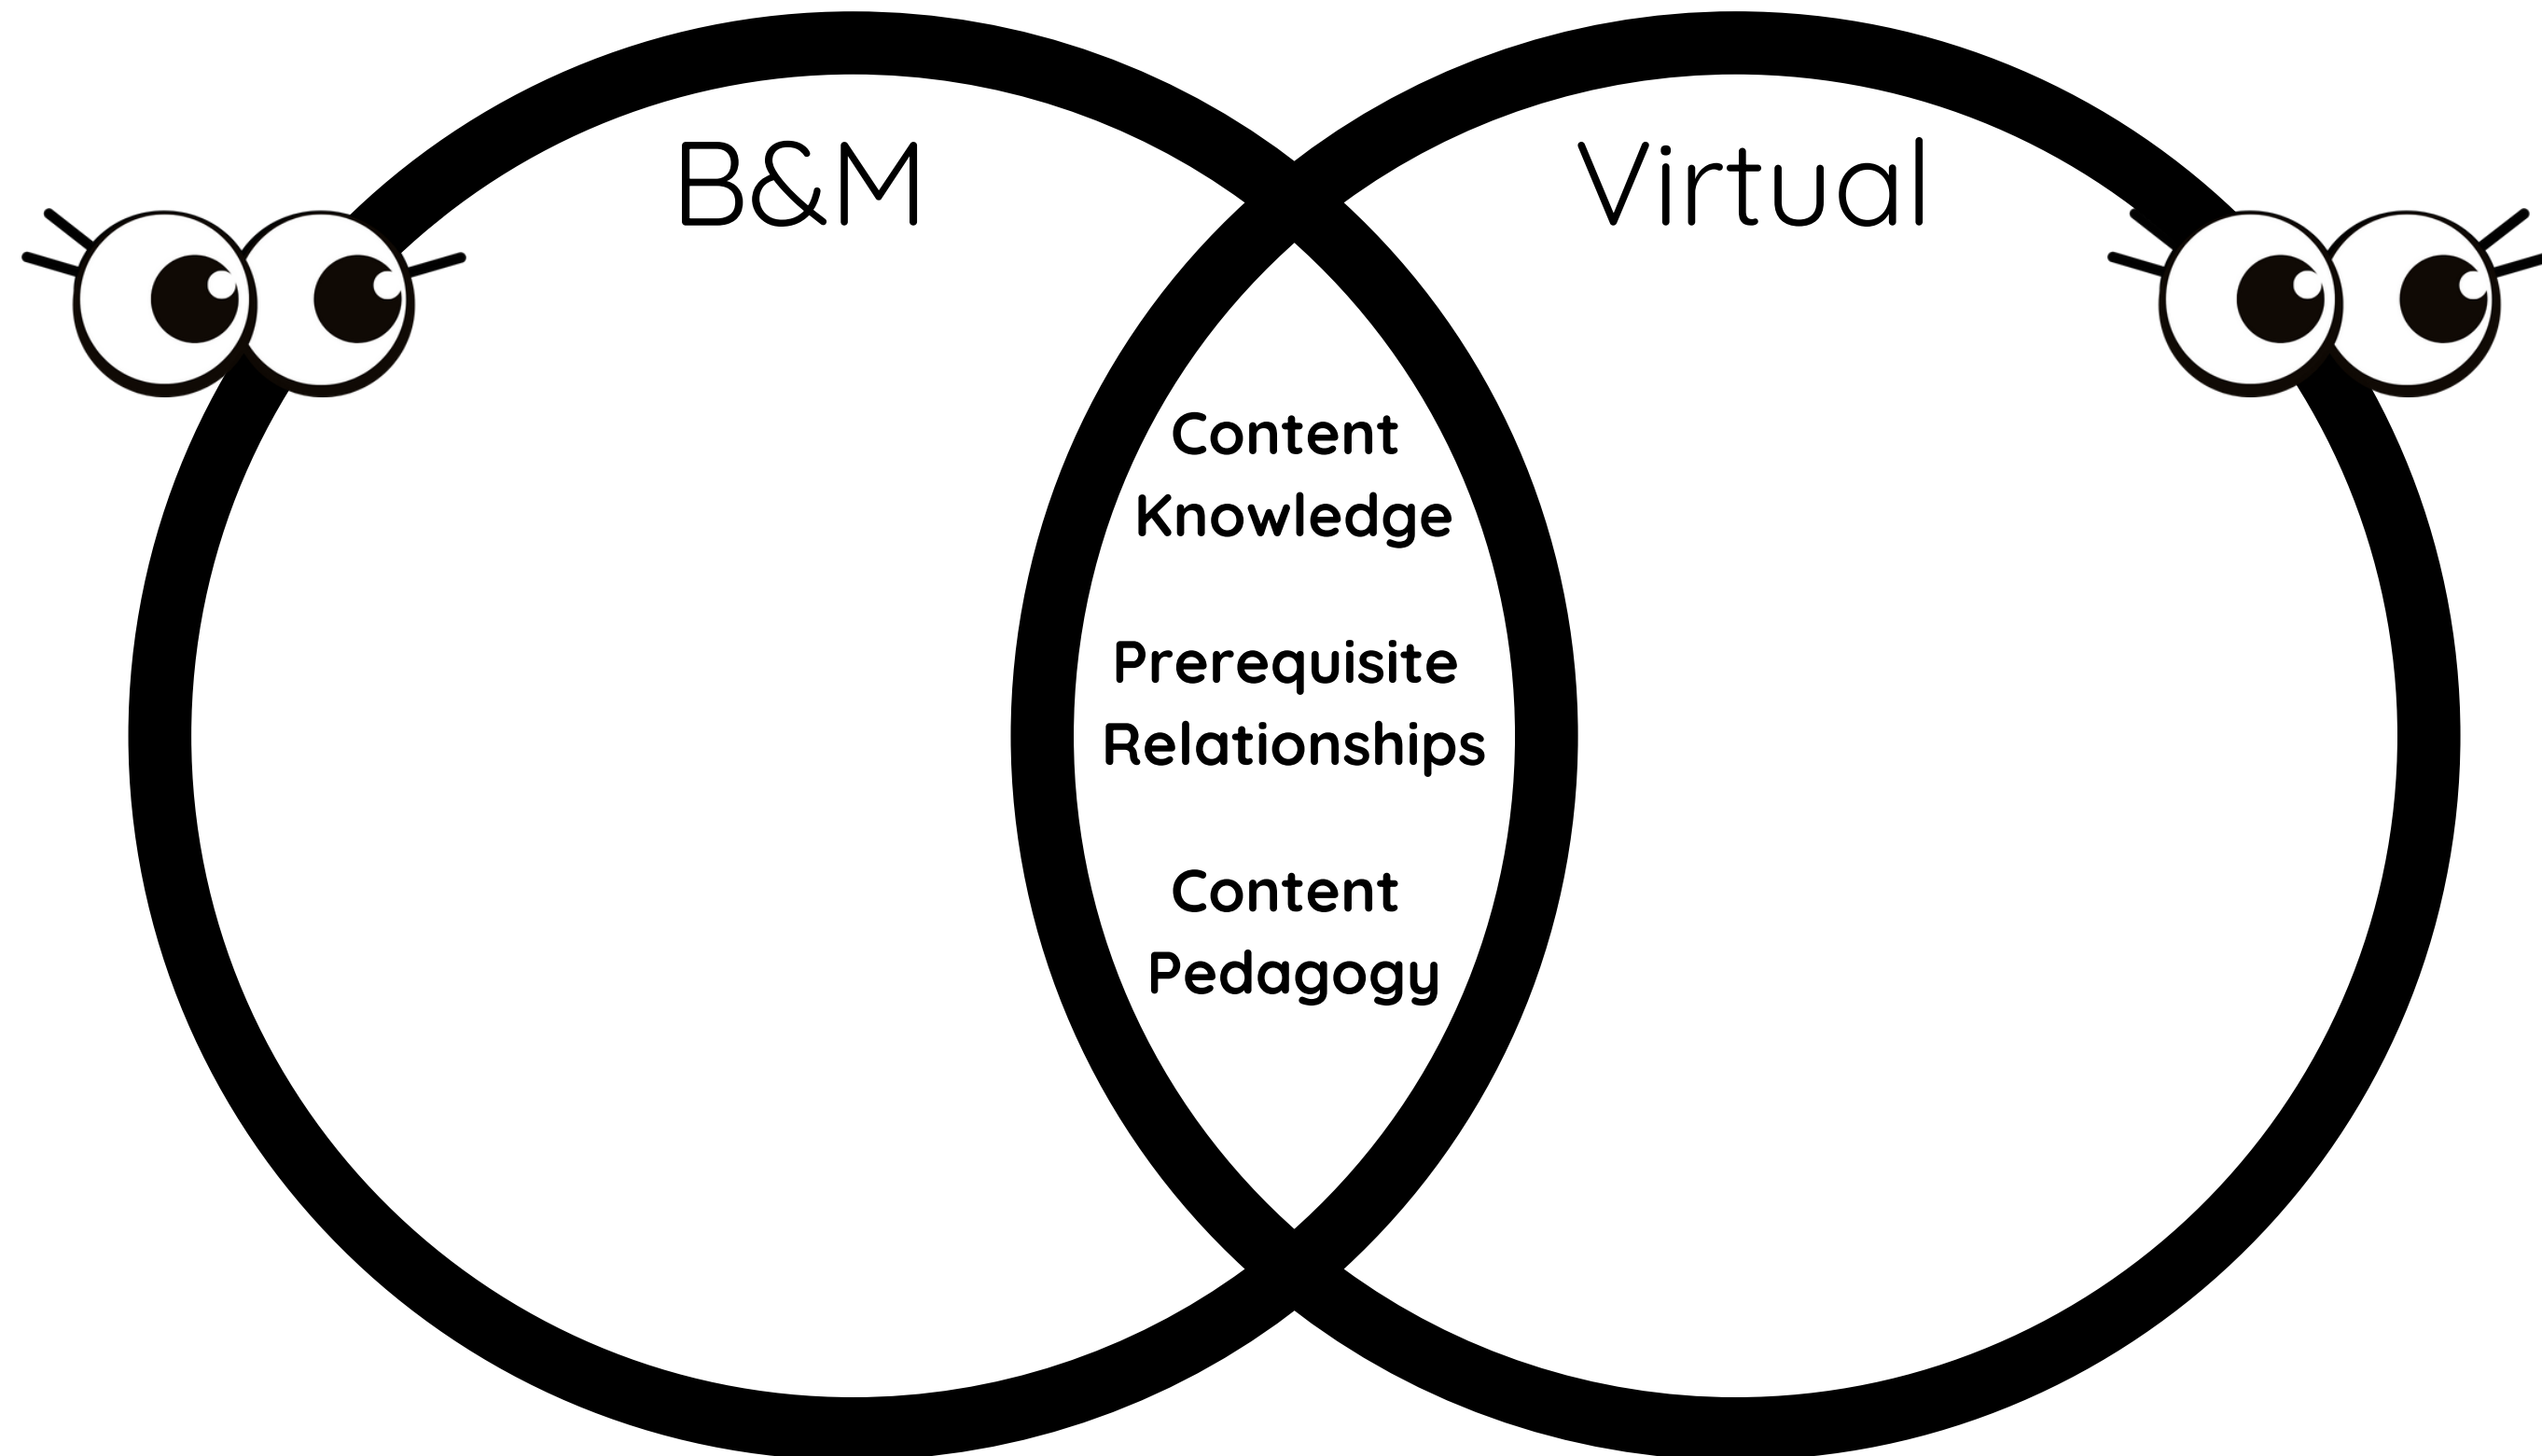 B&M
Virtual
Content
Knowledge
Prerequisite
Relationships
Content
Pedagogy